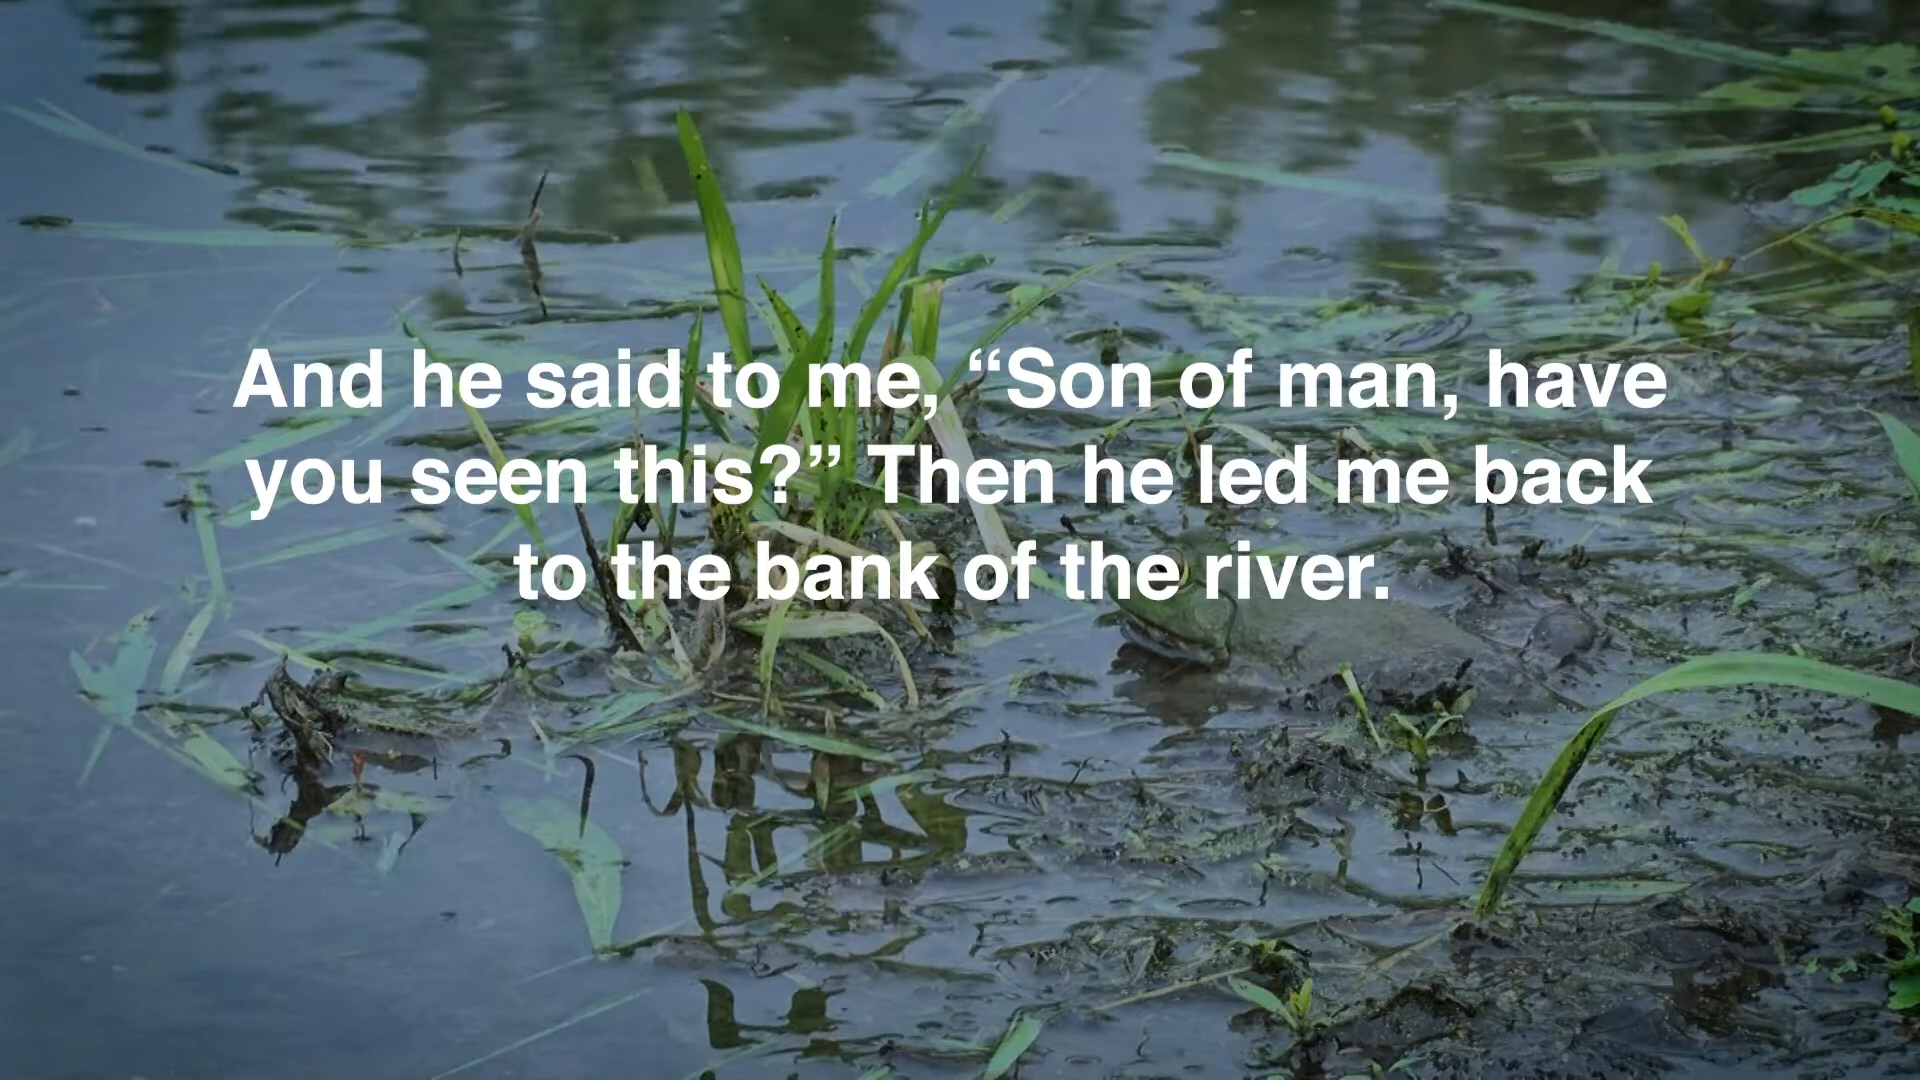 And he said to me, “Son of man, have
you seen this?” Then he led me back
to the bank of the river.